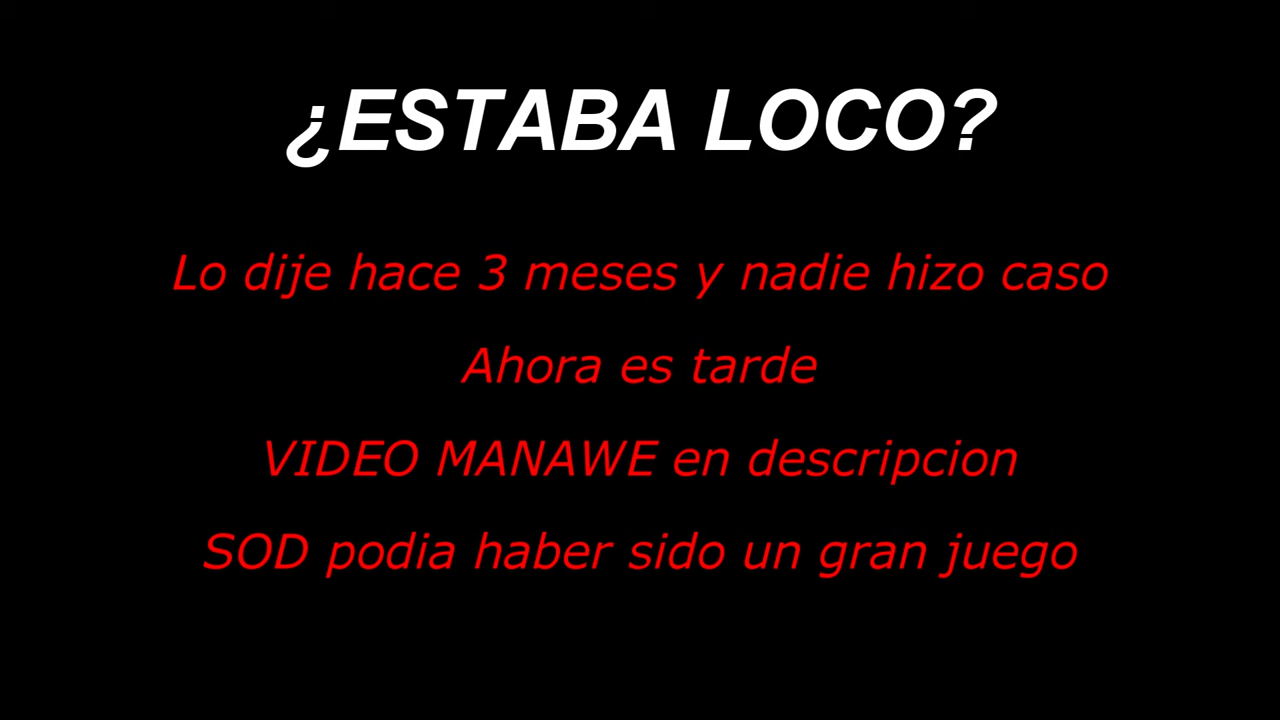 ¿ESTABA LOCO?
Lo dije hace 3 meses y nadie hizo caso
Ahora es tarde
VIDEO MANAWE en descripcion
SOD podia haber sido un gran juego